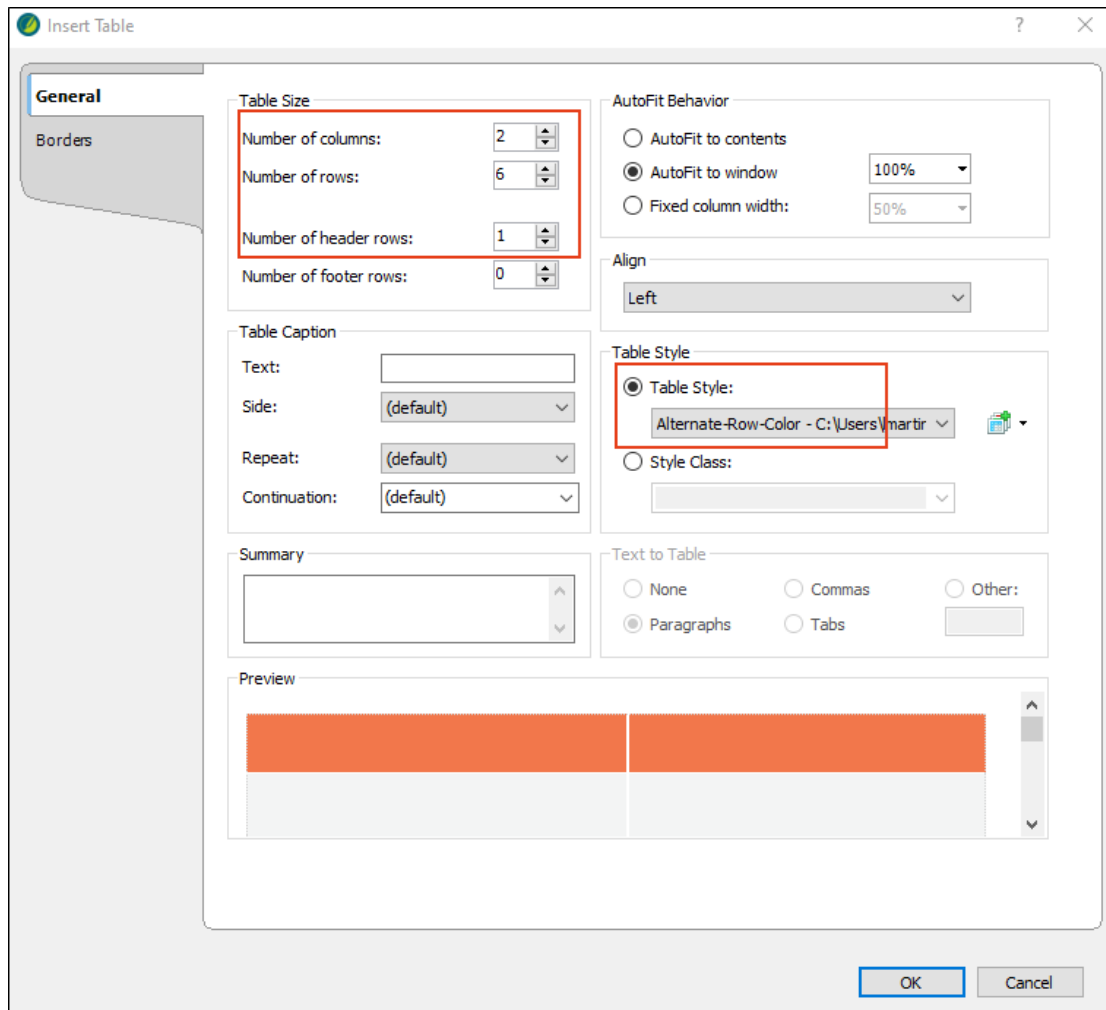 Insert Table
?
General
Borders
Table Size
Number of columns: 2
Number of rows: 6
Number of header rows: 1
Number of footer rows: 0
AutoFit Behavior
AutoFit to contents
AutoFit to window 100%
Fixed column width: 50%
Align
Left
Table Caption
Text:
Side: (default)
Repeat: (default)
Continuation: (default)
Table Style
Table Style:
Alternate-Row-Color - C:\Users\martir
Style Class:
Summary
Text to Table
None Commas Other:
Paragraphs Tabs
Preview
OK Cancel